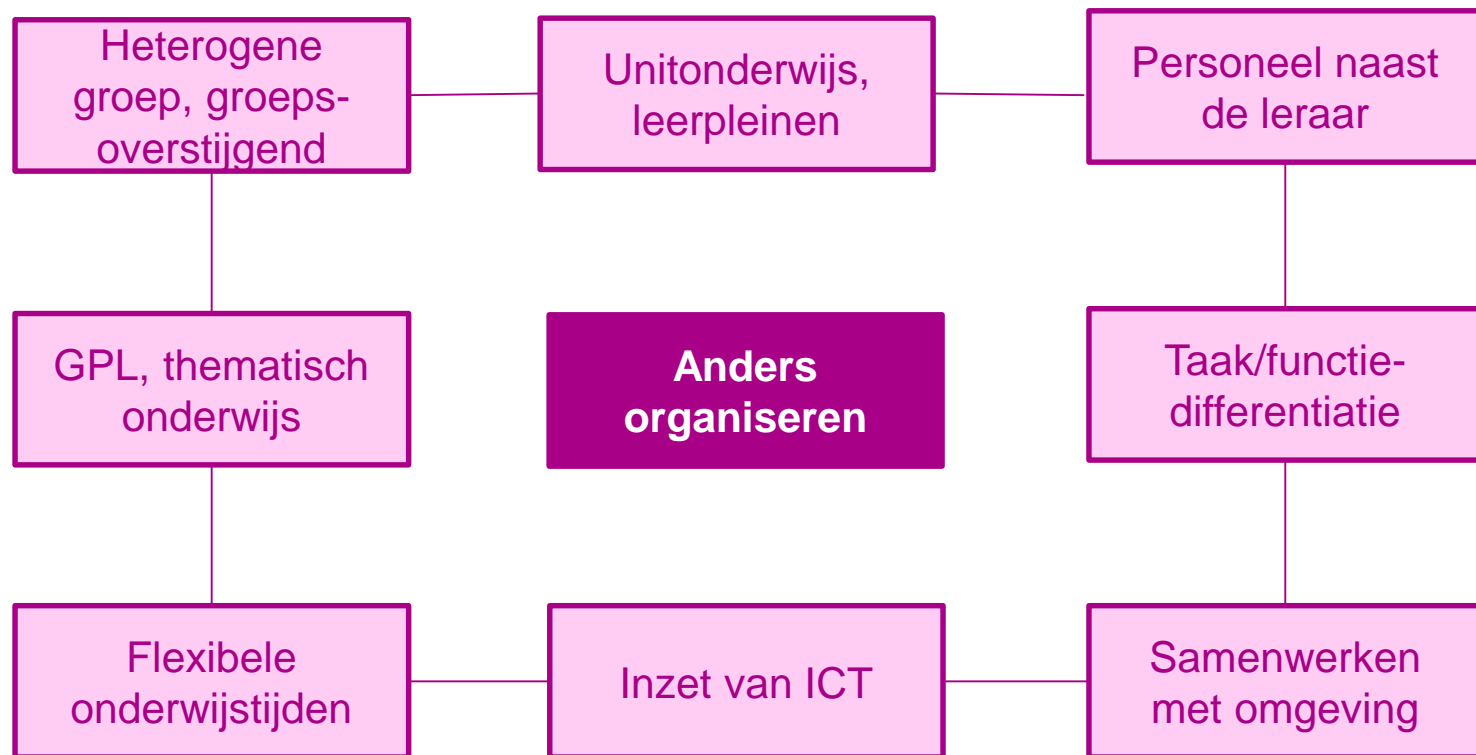 Heterogene
groep, groeps-
overstijgend
Unitonderwijs,
leerpleinen
Personeel naast
de leraar
GPL, thematisch
onderwijs
Anders
organiseren
Taak/functie-
differentiatie
Flexibele
onderwijstijden
Inzet van ICT
Samenwerken
met omgeving